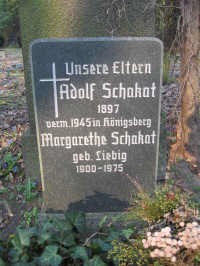 Unsere Eltern
Adolf Schakat
1897
verm. 1945 in Königsberg
Margarethe Schakat
geb. Liebig
1900-1975